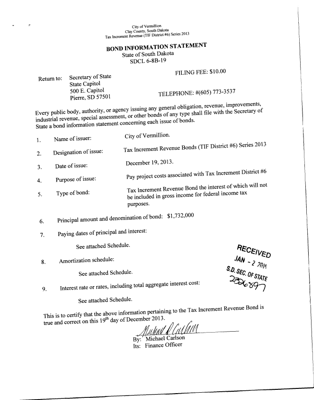 City of Vermillion
Clay County, South Dakota
Tax Increment Revenue (TIF District #6) Series 2013
BOND INFORMATION STATEMENT
State of South Dakota
SDCL 6-8B-19
Return to: Secretary of State
FILING FEE: $10.00
State Capitol
500 E. Capitol
Pierre, SD 57501
TELEPHONE: #(605) 773-3537
Every public body, authority, or agency issuing any general obligation, revenue, improvements,
industrial revenue, special assessment, or other bonds of any type shall file with the Secretary of
State a bond information statement concerning each issue of bonds.
1. Name of issuer: City of Vermillion.
2. Designation of issue: Tax Increment Revenue Bonds (TIF District #6) Series 2013
3. Date of issue: December 19, 2013.
4. Purpose of issue: Pay project costs associated with Tax Increment District #6
5. Type of bond: Tax Increment Revenue Bond the interest of which will not
be included in gross income for federal income tax
purposes.
6. Principal amount and denomination of bond: $1,732,000
7. Paying dates of principal and interest:
See attached Schedule.
8. Amortization schedule:
See attached Schedule.
9. Interest rate or rates, including total aggregate interest cost:
See attached Schedule.
RECEIVED
JAN - 2 2014
S.D. SEC. OF STATE
This is to certify that the above information pertaining to the Tax Increment Revenue Bond is
true and correct on this 19th day of December 2013.
Michael D Carlson
By: Michael Carlson
Its: Finance Officer